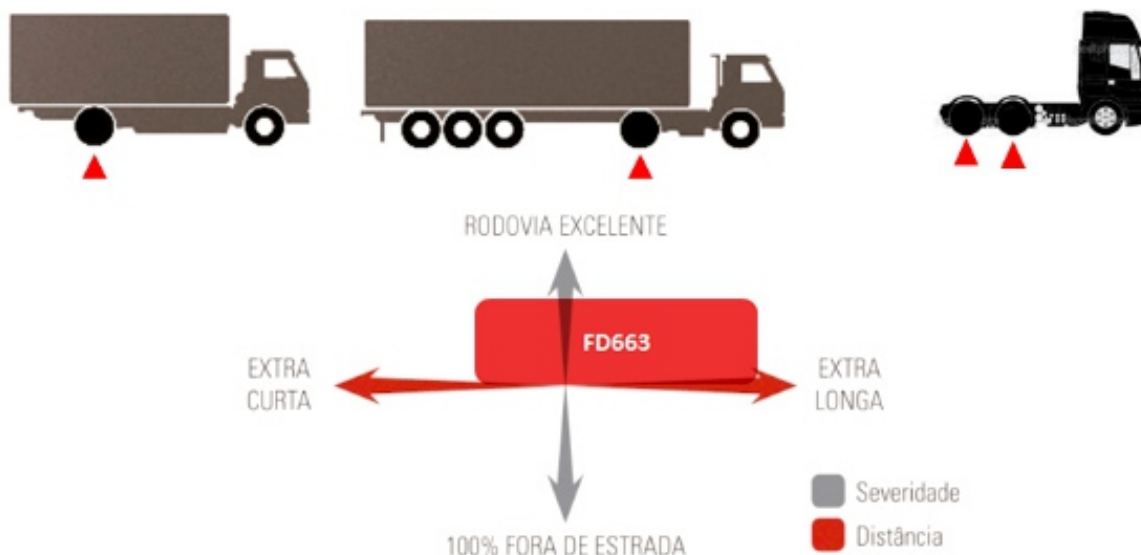 RODOVIA EXCELENTE
FD663
EXTRA
CURTA
EXTRA
LONGA
Severidade
Distância
100% FORA DE ESTRADA